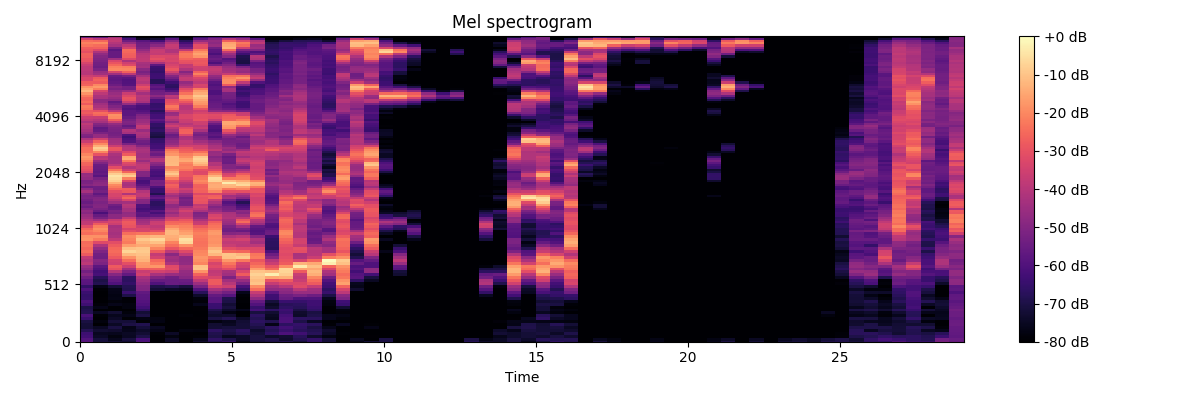 Mel spectrogram
8192
4096
2048
1024
512
0
Hz
0 5 10 15 20 25
Time
+0 dB
-10 dB
-20 dB
-30 dB
-40 dB
-50 dB
-60 dB
-70 dB
-80 dB